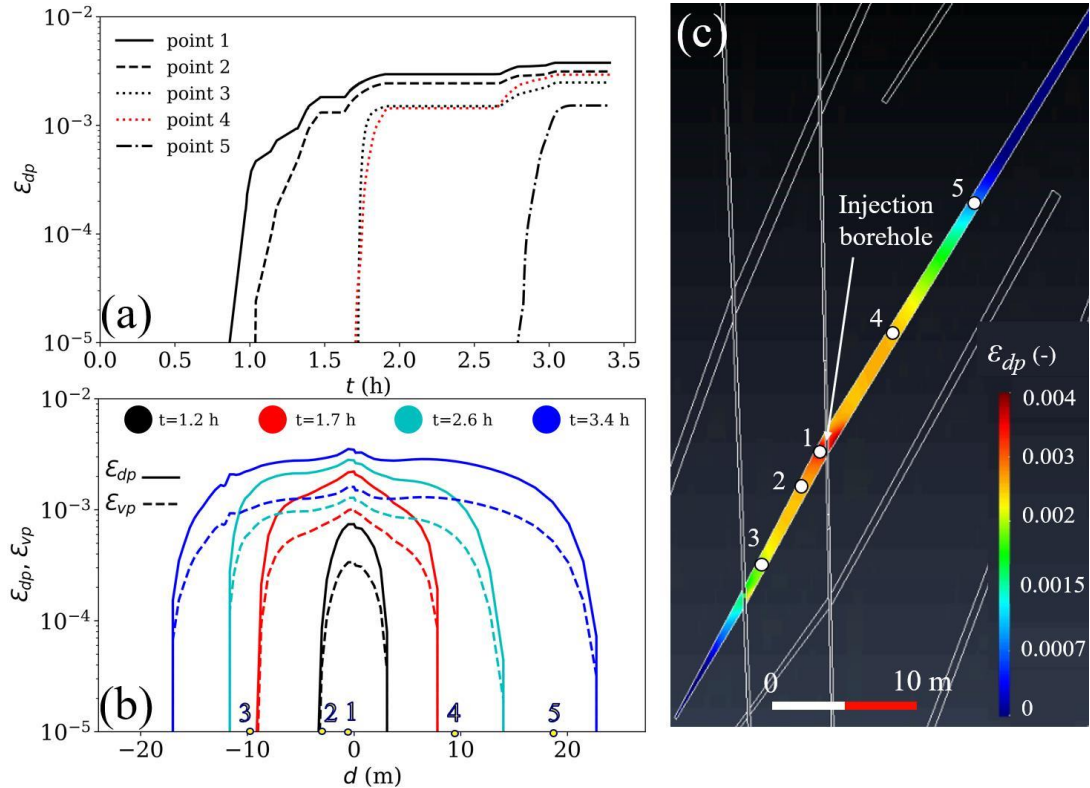 10⁻²
10⁻³
10⁻⁴
10⁻⁵
ε_dp
point 1
point 2
point 3
point 4
point 5
(a)
0.0 0.5 1.0 1.5 2.0 2.5 3.0 3.5
t (h)
10⁻²
10⁻³
10⁻⁴
10⁻⁵
ε_dp, ε_vp
t=1.2 h t=1.7 h t=2.6 h t=3.4 h
ε_dp
ε_vp
(b)
3 2 1 4 5
−20 −10 0 10 20
d (m)
(c)
5
Injection
borehole
4
1
2
3
ε_dp (-)
0.004
0.003
0.002
0.0015
0.0007
0
0 10 m